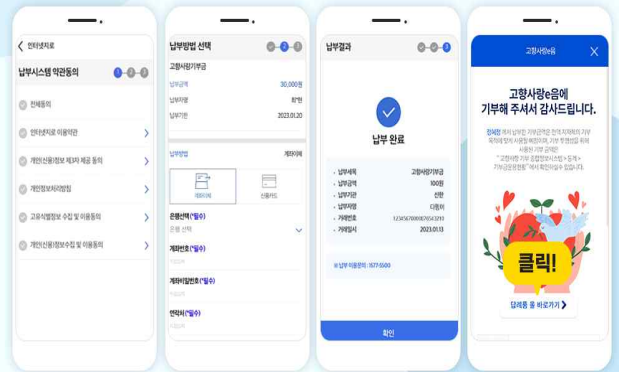 인터넷지로
납부시스템 약관동의
1 2 3
전체동의
인터넷지로 이용약관
개인(신용)정보 제3자 제공 동의
개인정보처리방침
고유식별정보 수집 및 이용동의
개인(신용)정보수집 및 이용동의
납부방법 선택
2 3
고향사랑기부금
납부금액 30,000원
납부자명
납부기한 2023.01.20
납부방법 계좌이체
계좌이체 신용카드
은행선택 (*필수)
은행 선택
계좌번호 (*필수)
계좌비밀번호 (*필수)
연락처 (*필수)
납부결과
3
납부 완료
납부세목 고향사랑기부금
납부금액 100원
납부기관 신한
납부자명
거래번호
거래일시 2023.01.13
※ 납부 이용문의 : 1577-5500
확인
고향사랑e음
고향사랑e음에
기부해 주셔서 감사드립니다.
클릭!
답례품 몰 바로가기